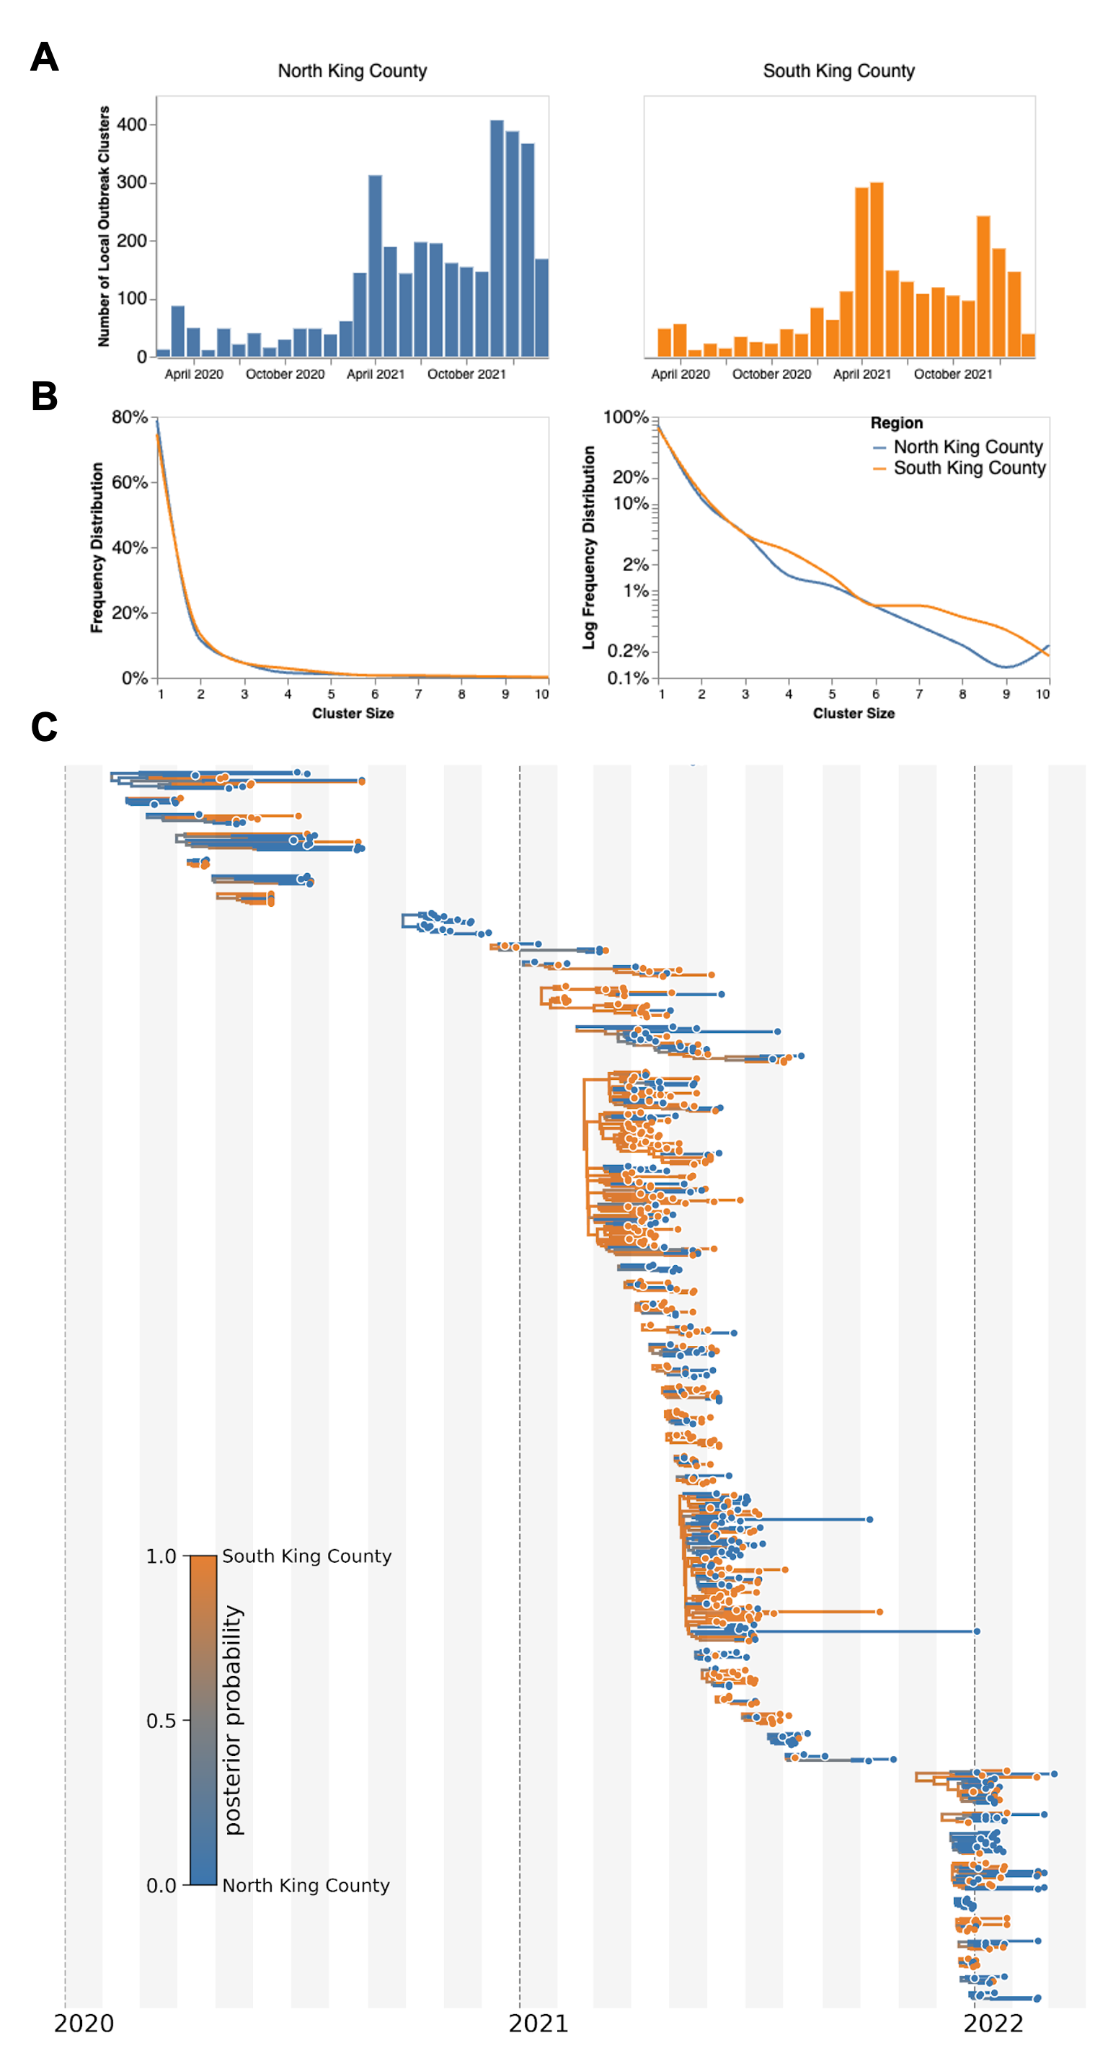 A
North King County
South King County
Number of Local Outbreak Clusters
400
300
200
100
0
April 2020
October 2020
April 2021
October 2021
April 2020
October 2020
April 2021
October 2021
B
Frequency Distribution
80%
60%
40%
20%
0%
1 2 3 4 5 6 7 8 9 10
Cluster Size
Log Frequency Distribution
100%
20%
10%
2%
1%
0.2%
0.1%
Region
North King County
South King County
1 2 3 4 5 6 7 8 9 10
Cluster Size
C
1.0
South King County
posterior probability
0.5
0.0
North King County
2020
2021
2022